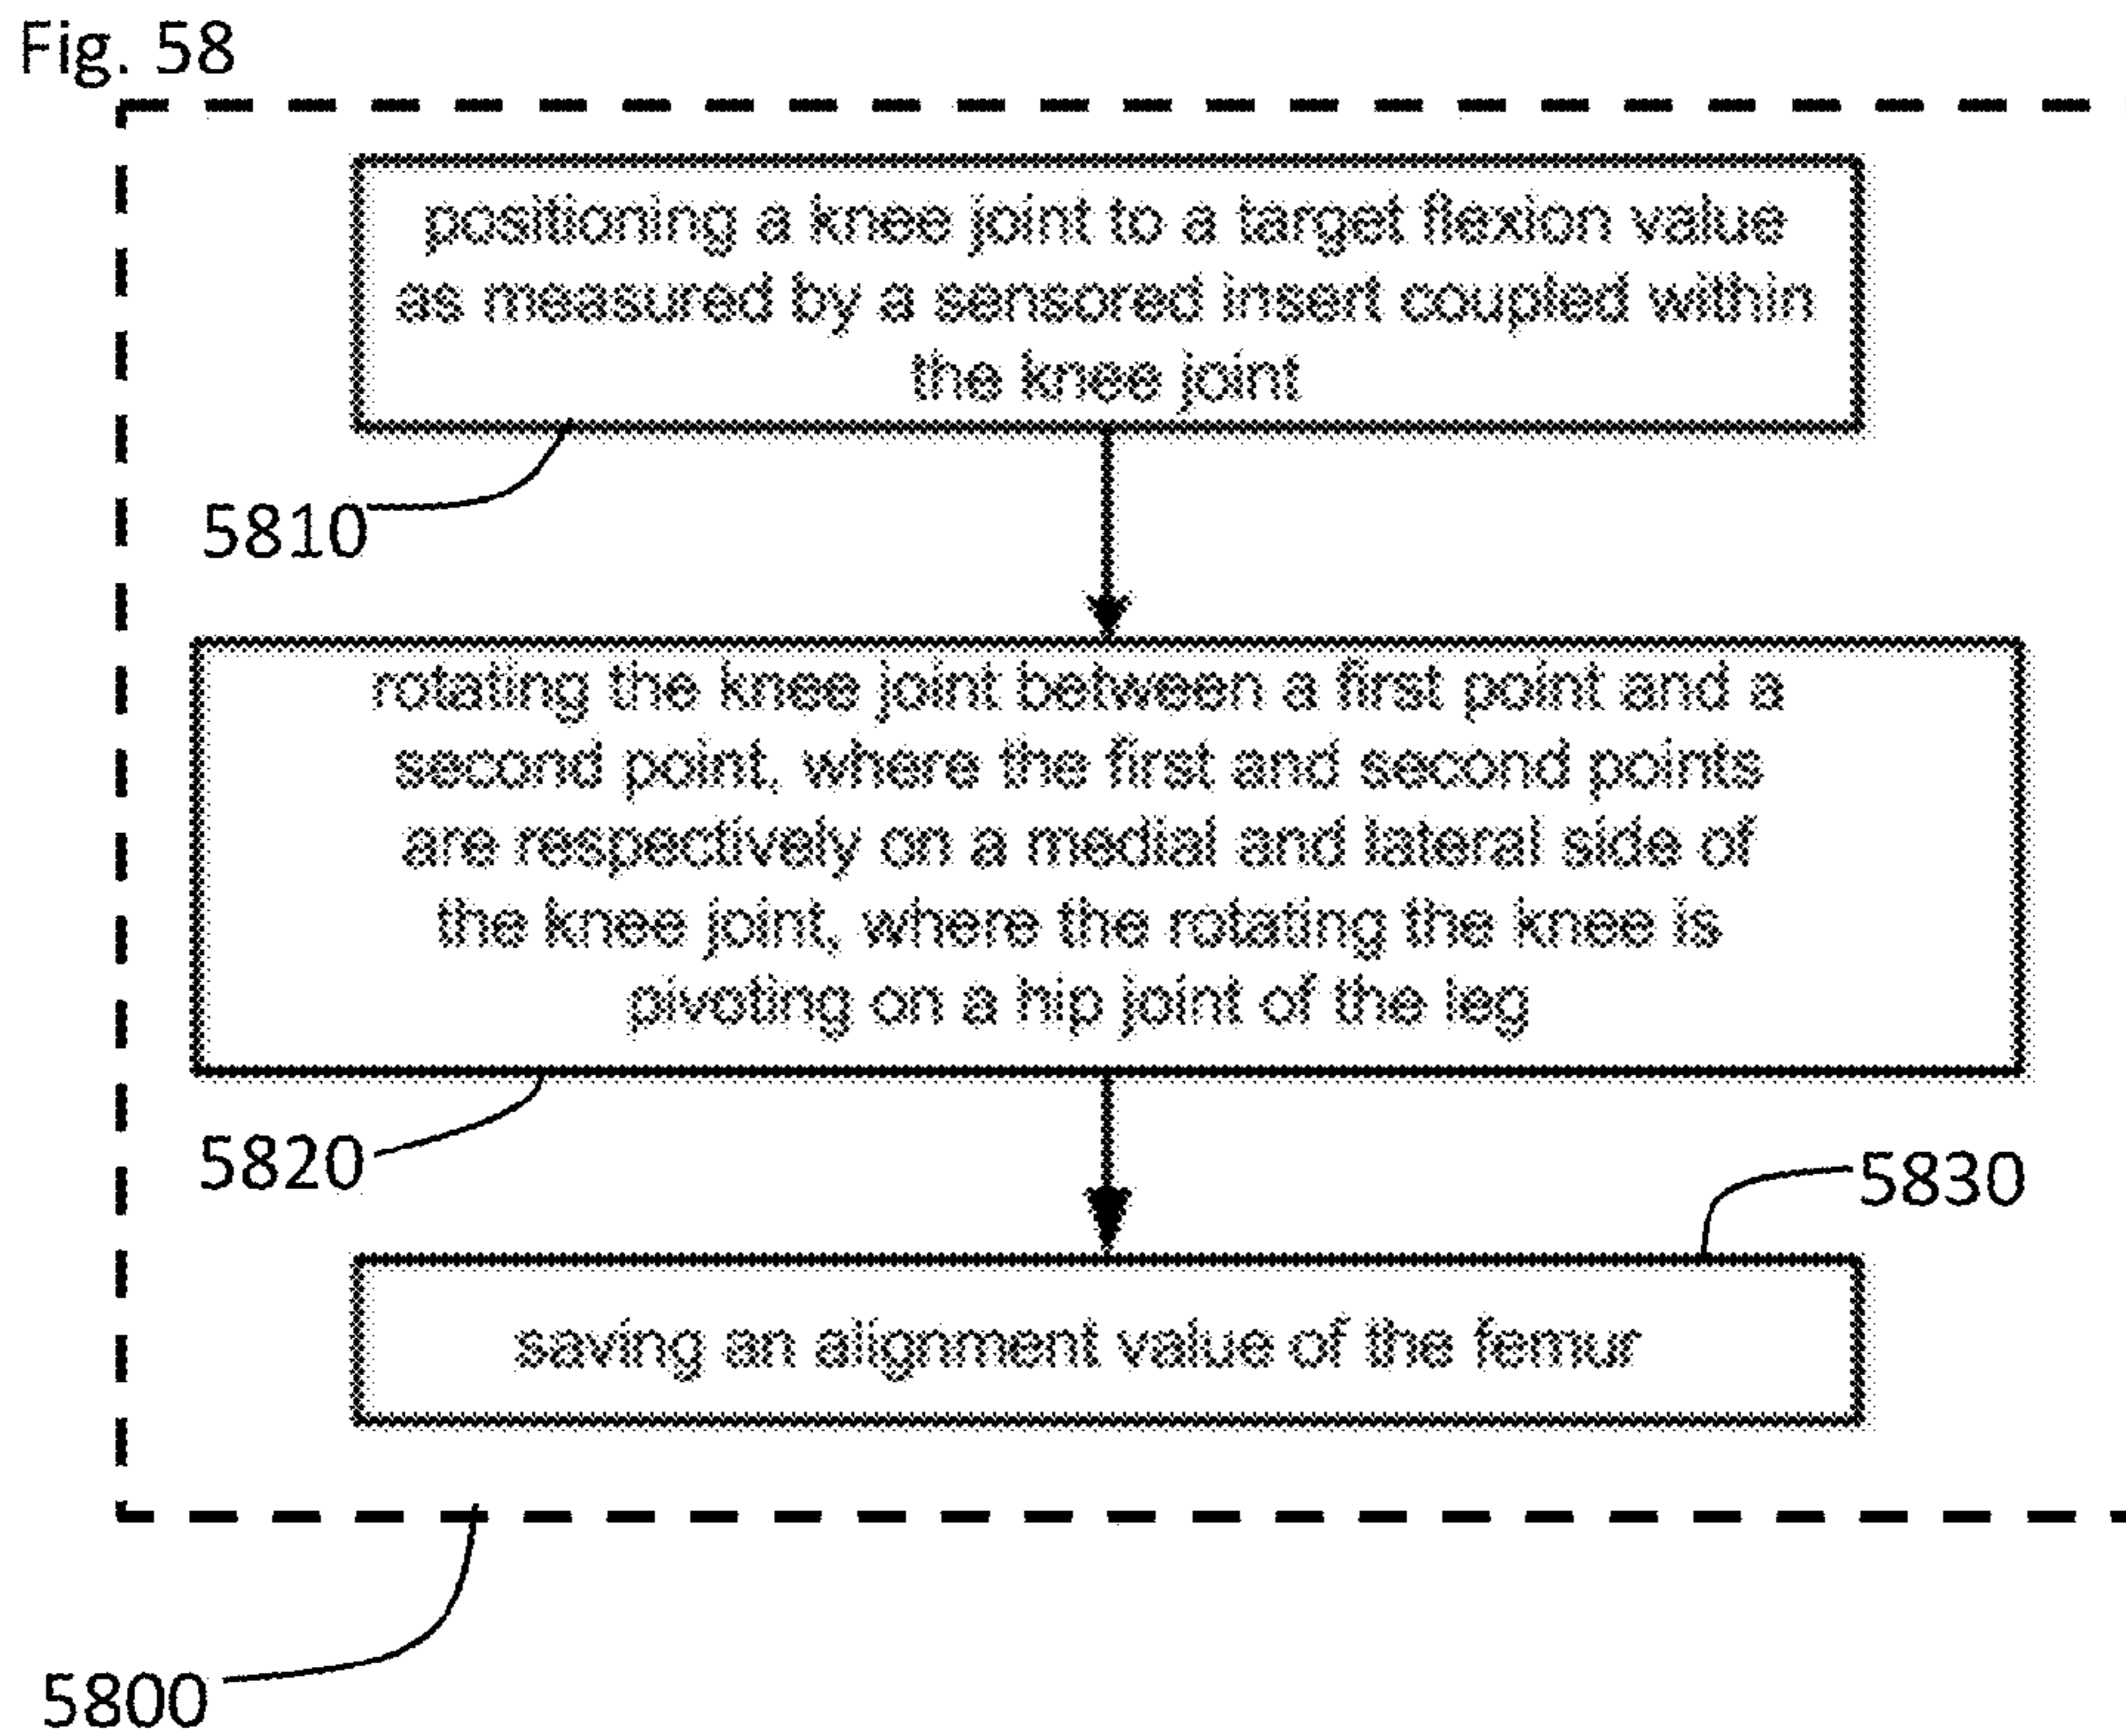 Fig. 58
positioning a knee joint to a target flexion value
as measured by a sensored insert coupled within
the knee joint
5810
rotating the knee joint between a first point and a
second point, where the first and second points
are respectively on a medial and lateral side of
the knee joint, where the rotating the knee is
pivoting on a hip joint of the leg
5820
5830
saving an alignment value of the femur
5800